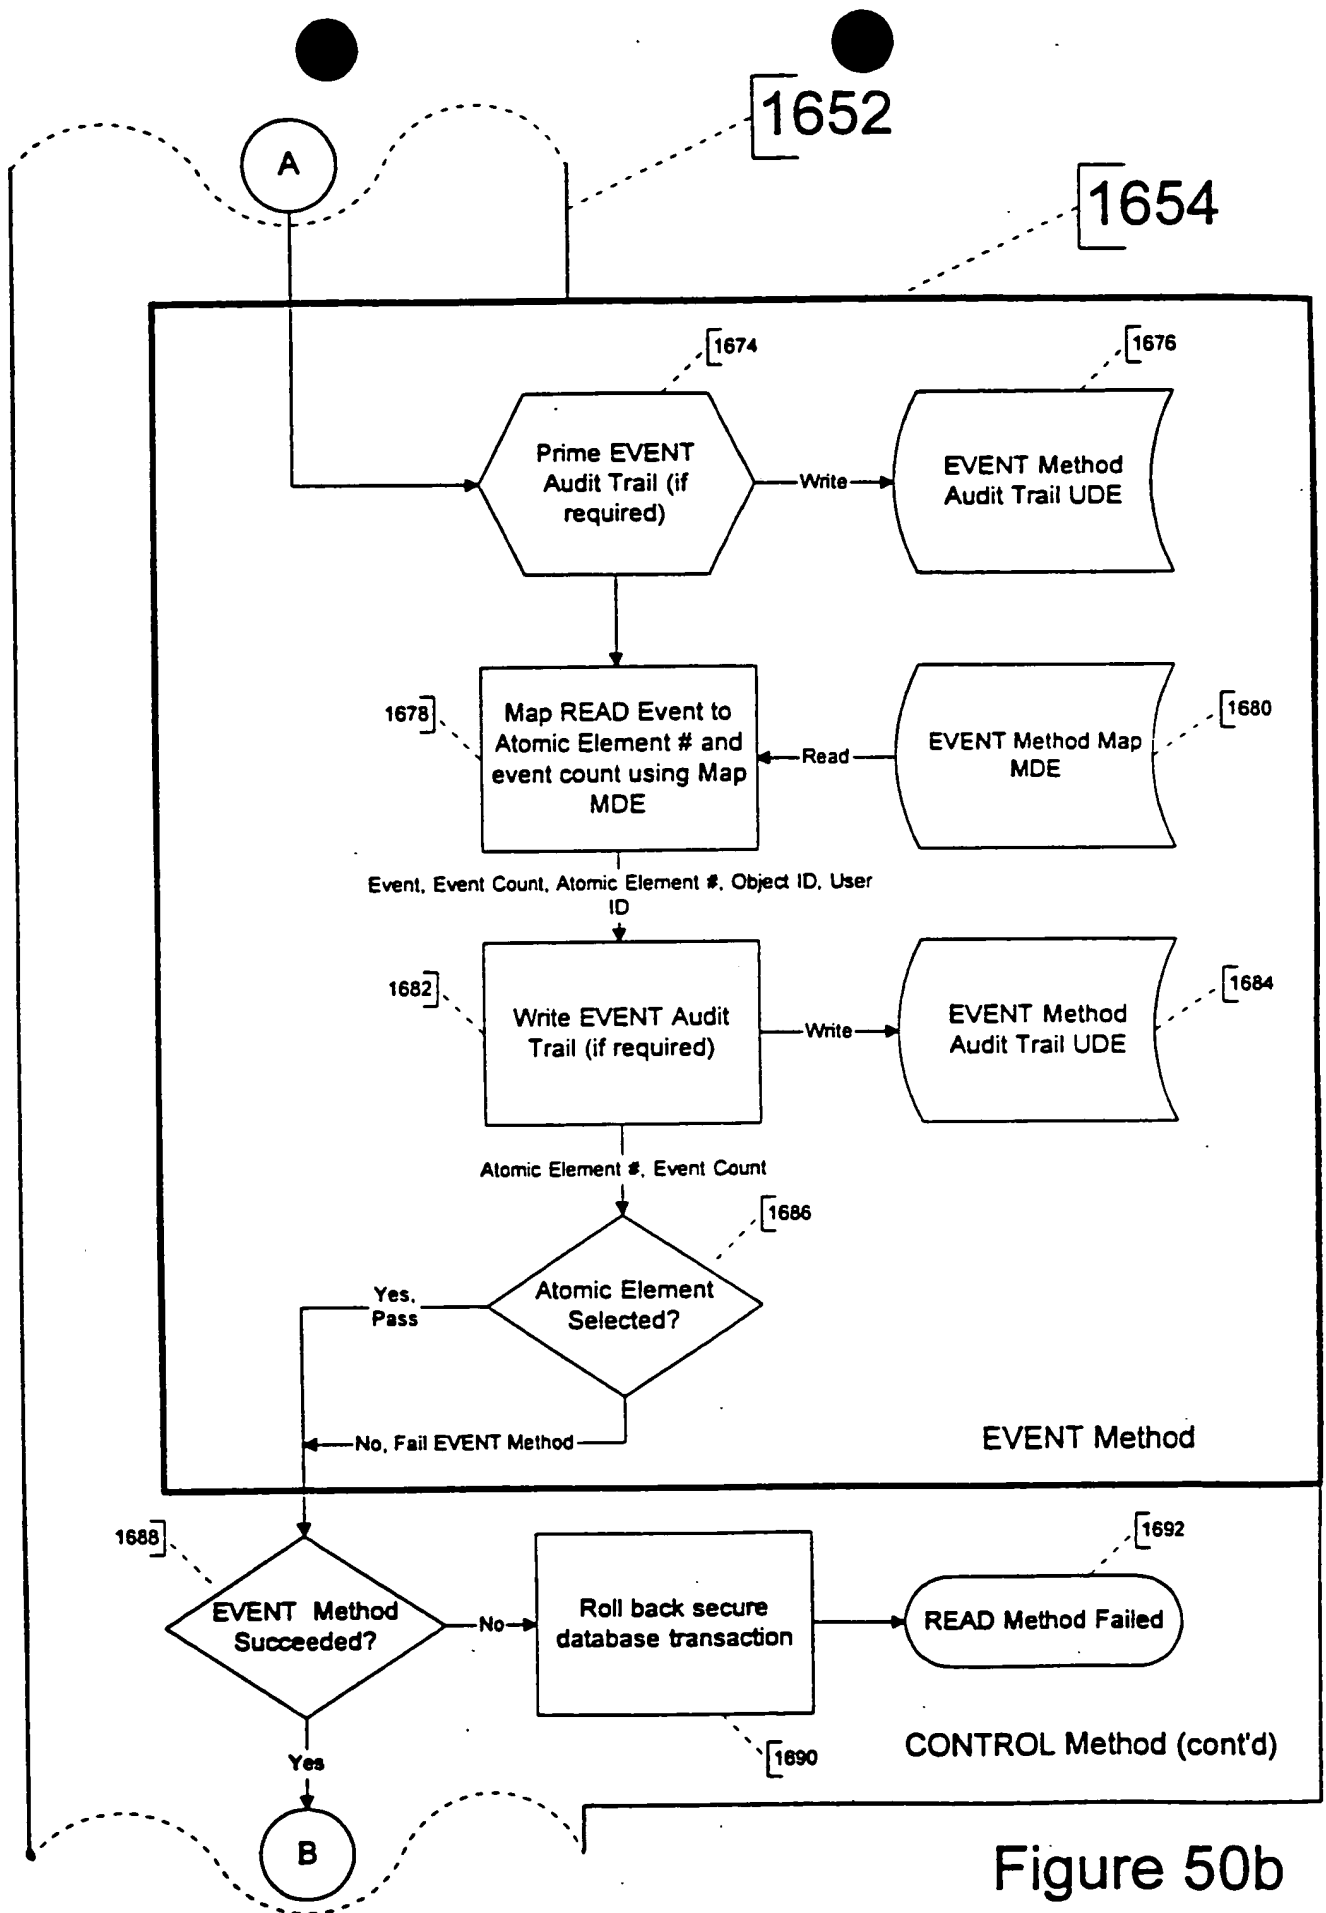 1652
A
1654
1674
1676
Prime EVENT
Audit Trail (if
required)
Write
EVENT Method
Audit Trail UDE
1678
Map READ Event to
Atomic Element # and
event count using Map
MDE
Read
EVENT Method Map
MDE
1680
Event, Event Count, Atomic Element #, Object ID, User
ID
1682
Write EVENT Audit
Trail (if required)
Write
EVENT Method
Audit Trail UDE
1684
Atomic Element #, Event Count
1686
Atomic Element
Selected?
Yes,
Pass
No, Fail EVENT Method
EVENT Method
1688
EVENT Method
Succeeded?
No
Roll back secure
database transaction
1692
READ Method Failed
1690
CONTROL Method (cont'd)
Yes
B
Figure 50b